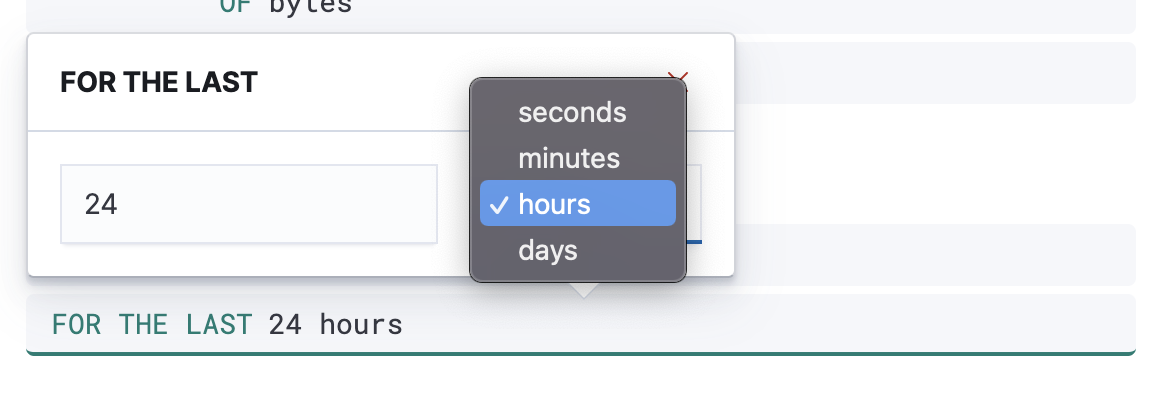 OF bytes
FOR THE LAST
seconds
minutes
24
✓ hours
days
FOR THE LAST 24 hours